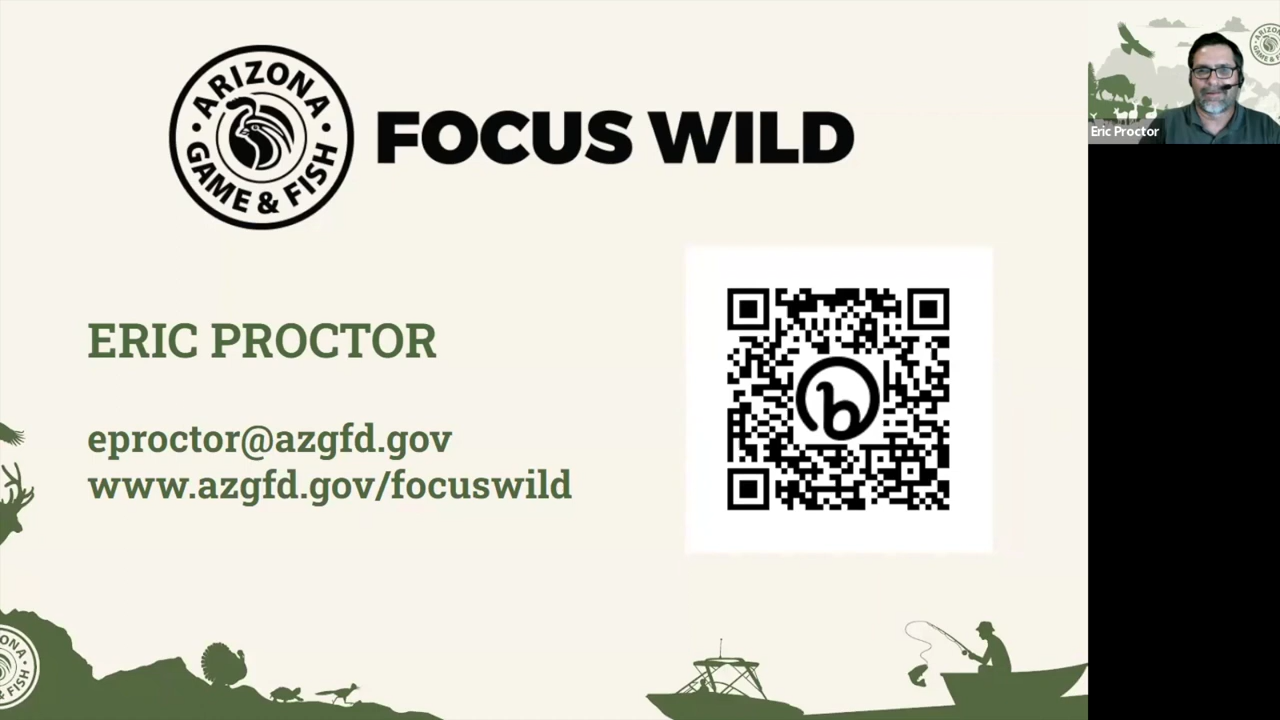 ARIZONA
GAME & FISH
FOCUS WILD
ERIC PROCTOR
eproctor@azgfd.gov
www.azgfd.gov/focuswild
b
Eric Proctor